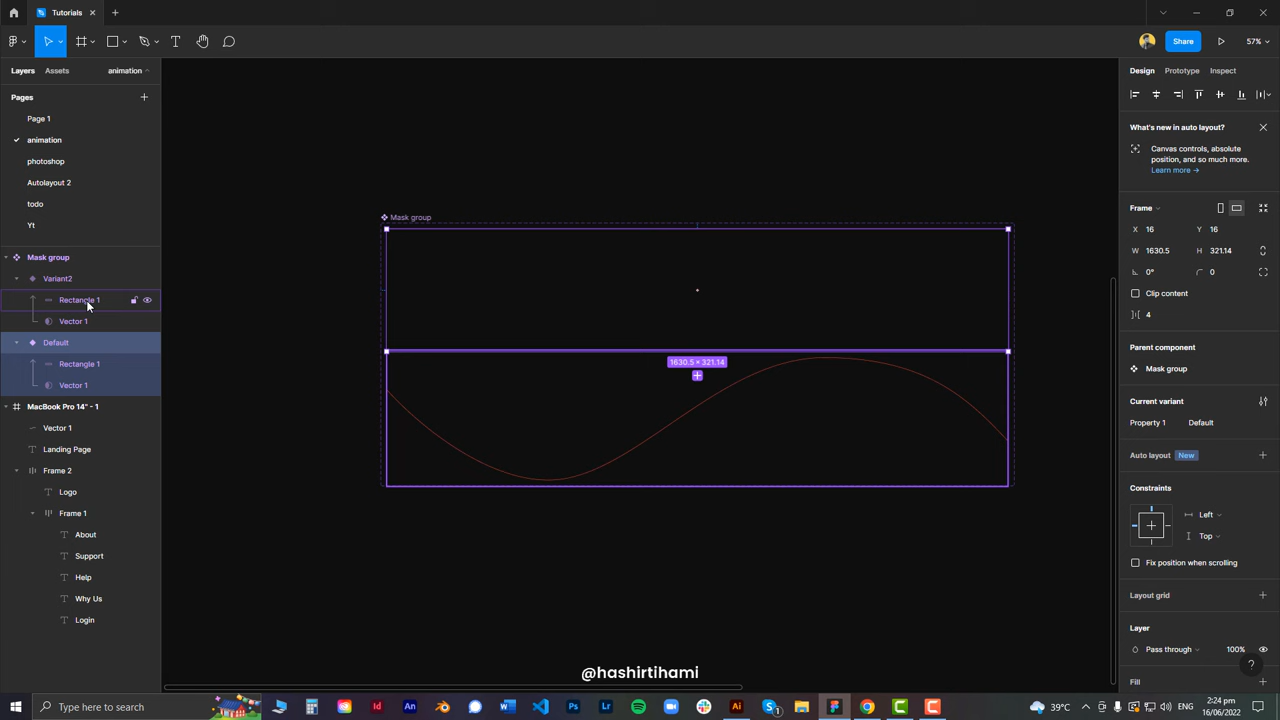 Tutorials
Share
57%
Layers
Assets
animation
Design
Prototype
Inspect
Pages
Page 1
animation
photoshop
Autolayout 2
todo
Yt
What's new in auto layout?
Canvas controls, absolute
position, and so much more.
Learn more →
Mask group
Variant2
Rectangle 1
Vector 1
Default
Rectangle 1
Vector 1
MacBook Pro 14" - 1
Vector 1
Landing Page
Frame 2
Logo
Frame 1
About
Support
Help
Why Us
Login
Mask group
1630.5 × 321.14
Frame
X 16 Y 16
W 1630.5 H 321.14
0° 0
Clip content
4
Parent component
Mask group
Current variant
Property 1 Default
Auto layout New
Constraints
Left
Top
Fix position when scrolling
Layout grid
Layer
Pass through 100%
Fill
?
@hashirtihami
Type here to search
39°C
ENG
2:24 pm
16/06/2022